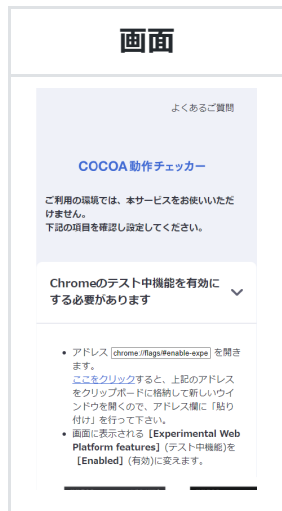 画面
よくあるご質問
COCOA 動作チェッカー
ご利用の環境では、本サービスをお使いいただ
けません。
下記の項目を確認し設定してください。
Chromeのテスト中機能を有効に
する必要があります
• アドレス chrome://flags/#enable-expe を開き
ます。
ここをクリックすると、上記のアドレス
をクリップボードに格納して新しいウイ
ンドウを開くので、アドレス欄に「貼り
付け」を行って下さい。
• 画面に表示される【Experimental Web
Platform features】(テスト中機能)を
【Enabled】(有効)に変えます。